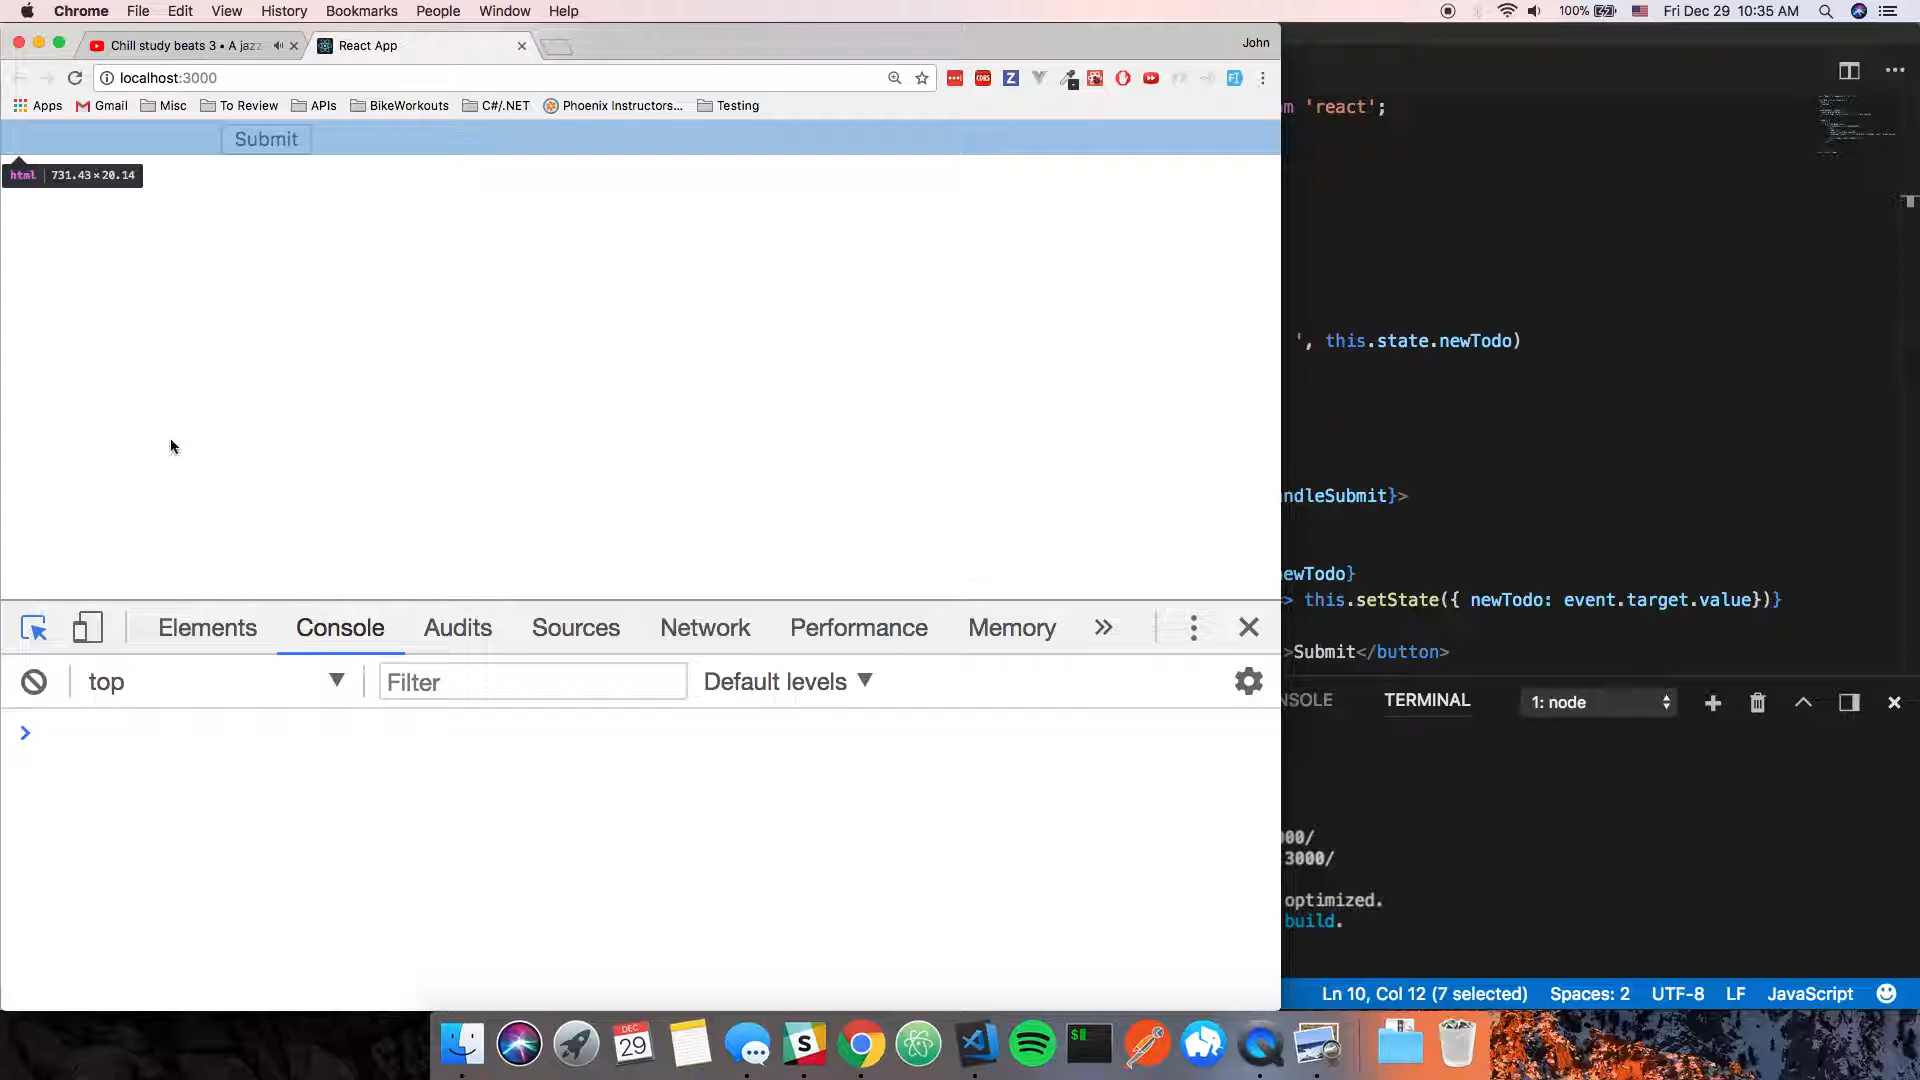 Chrome File Edit View History Bookmarks People Window Help 100% Fri Dec 29 10:35 AM
Chill study beats 3 • A jazz
React App
John
localhost:3000
Apps Gmail Misc To Review APIs BikeWorkouts C#/.NET Phoenix Instructors... Testing
Submit
html 731.43×20.14
Elements Console Audits Sources Network Performance Memory »
top Filter Default levels
>
'react';
', this.state.newTodo)
ndleSubmit}>
ewTodo}
> this.setState({ newTodo: event.target.value})}
>Submit</button>
NSOLE TERMINAL 1: node
000/
3000/
optimized.
build.
Ln 10, Col 12 (7 selected) Spaces: 2 UTF-8 LF JavaScript
DEC
29
S
$